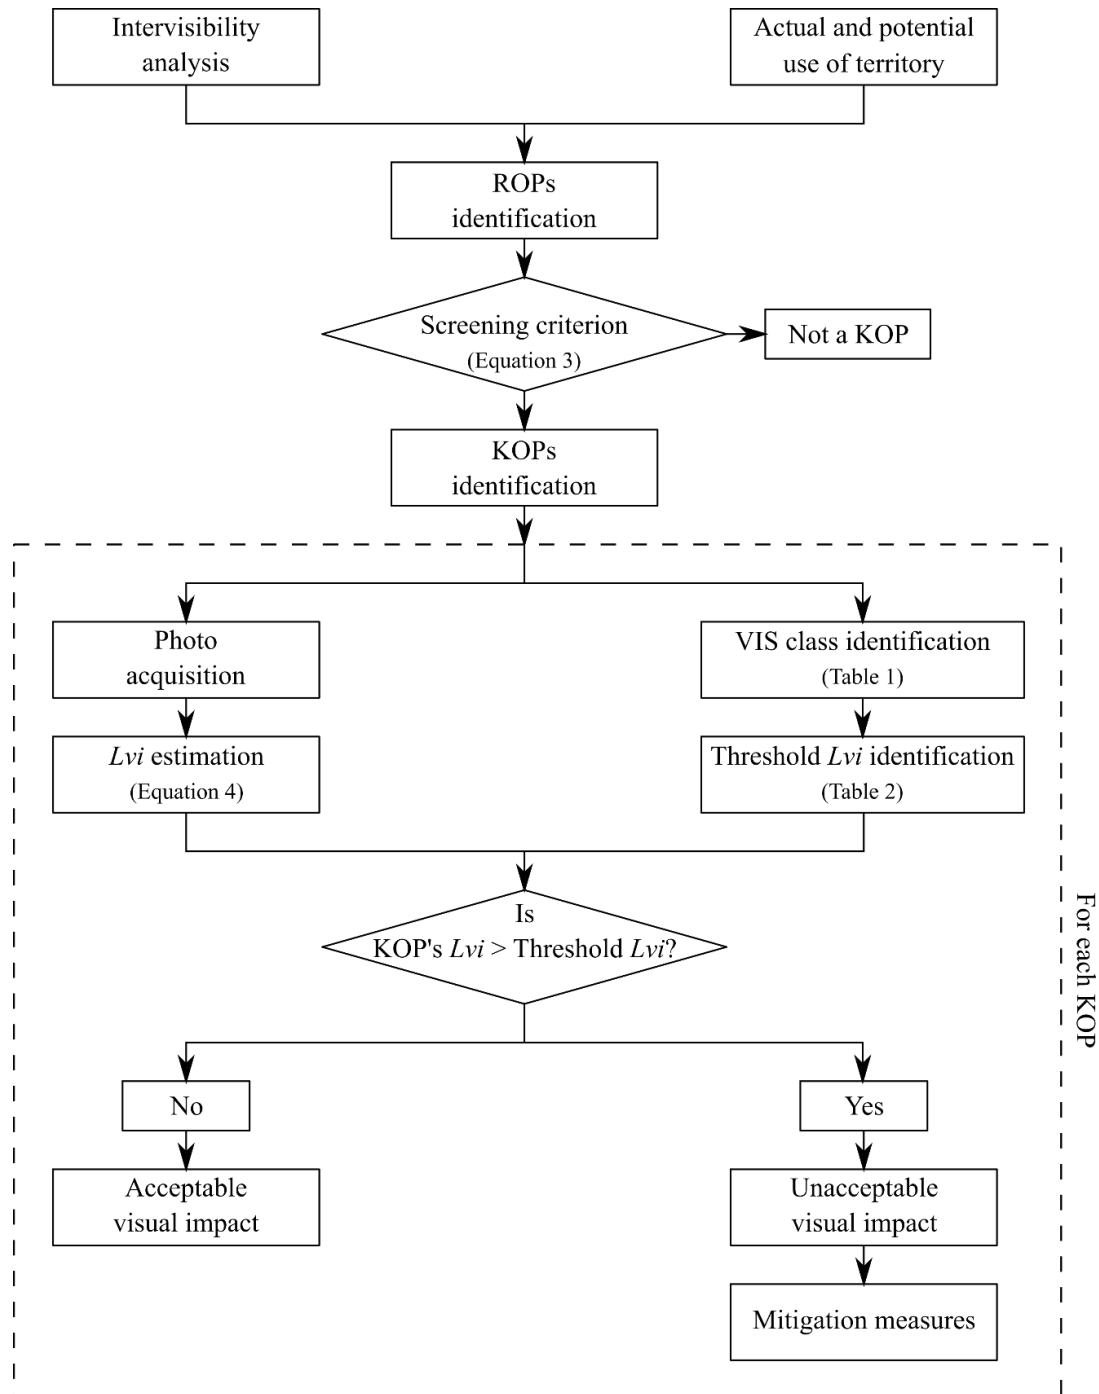 Intervisibility
analysis
Actual and potential
use of territory
ROPs
identification
Screening criterion
(Equation 3)
Not a KOP
KOPs
identification
Photo
acquisition
VIS class identification
(Table 1)
Lvi estimation
(Equation 4)
Threshold Lvi identification
(Table 2)
Is
KOP's Lvi > Threshold Lvi?
For each KOP
No
Yes
Acceptable
visual impact
Unacceptable
visual impact
Mitigation measures